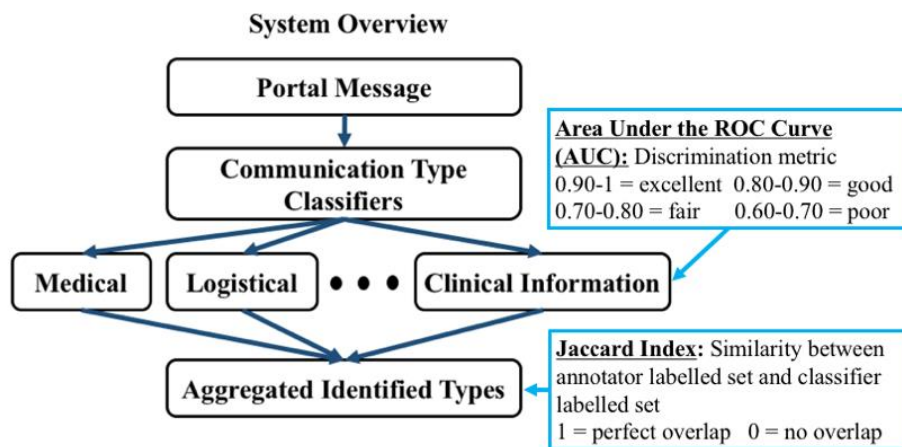 System Overview
Portal Message
Communication Type
Classifiers
Medical
Logistical
Clinical Information
Aggregated Identified Types
Area Under the ROC Curve
(AUC): Discrimination metric
0.90-1 = excellent 0.80-0.90 = good
0.70-0.80 = fair 0.60-0.70 = poor
Jaccard Index: Similarity between
annotator labelled set and classifier
labelled set
1 = perfect overlap 0 = no overlap